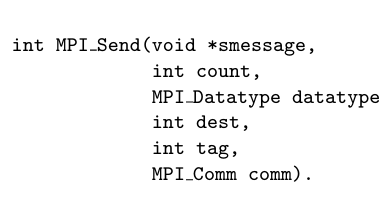 int MPI_Send(void *smessage,
int count,
MPI_Datatype datatype
int dest,
int tag,
MPI_Comm comm).